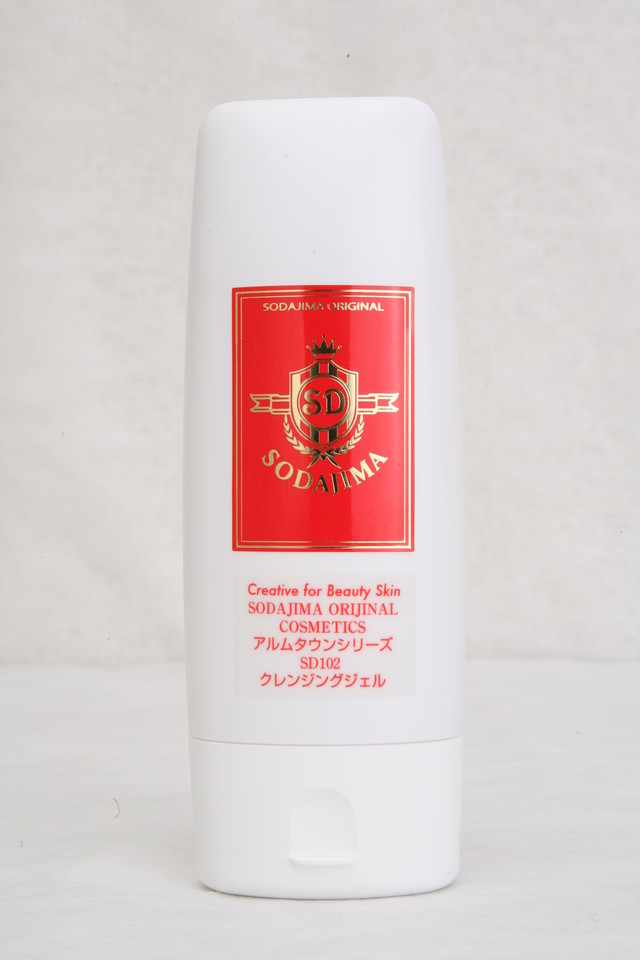 SODAJIMA ORIGINAL
SD
SODAJIMA
Creative for Beauty Skin
SODAJIMA ORIJINAL
COSMETICS
アルムタウンシリーズ
SD102
クレンジングジェル